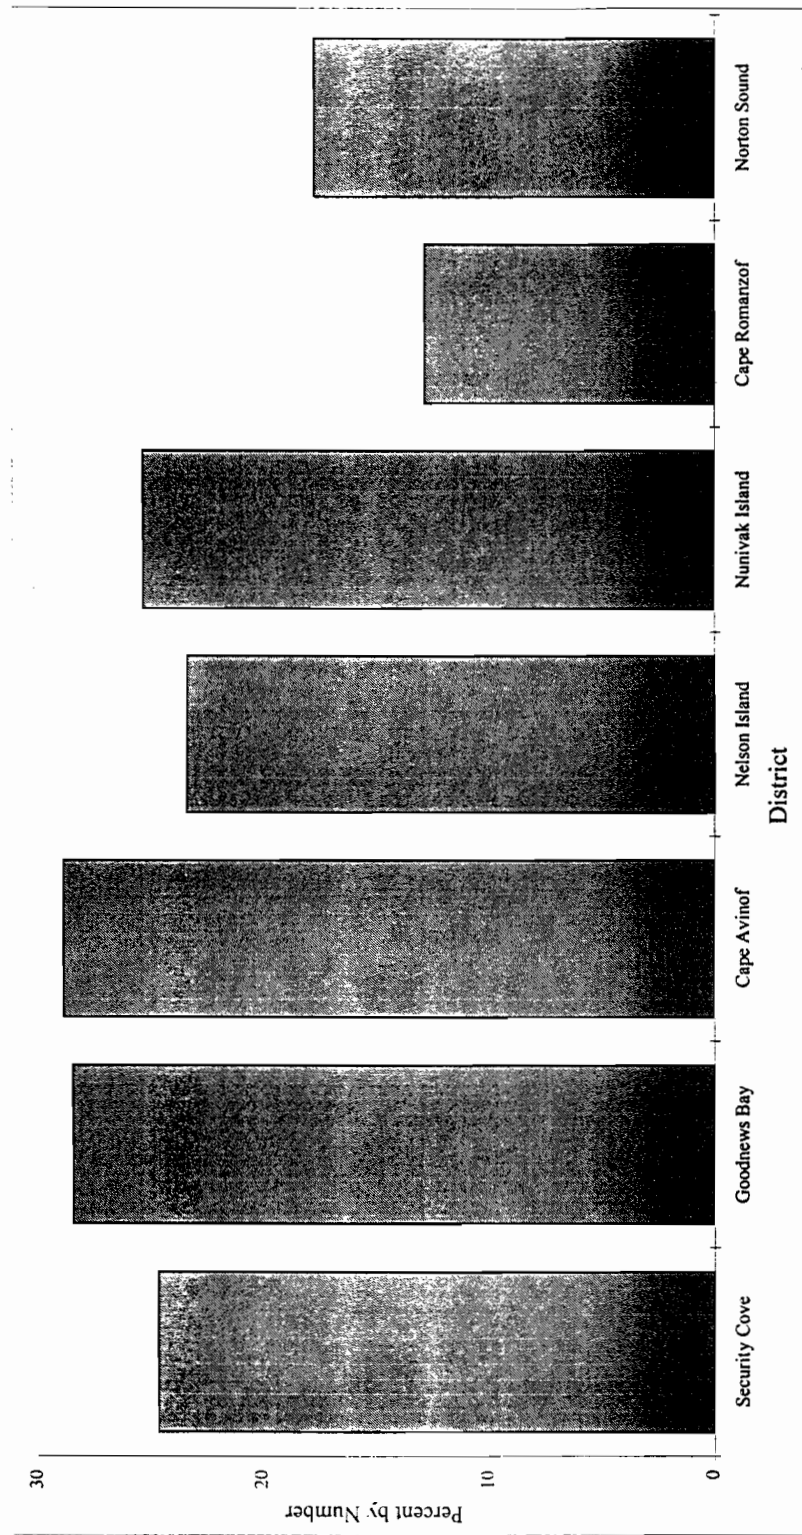 Percent by Number
30
20
10
0
Security Cove
Goodnews Bay
Cape Avinof
Nelson Island
Nunivak Island
Cape Romanzof
Norton Sound
District